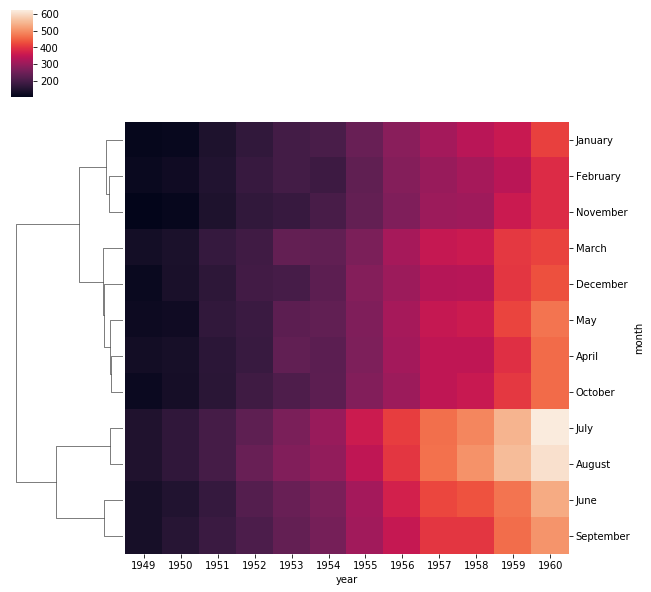 600
500
400
300
200
January
February
November
March
December
May
April
October
July
August
June
September
month
1949 1950 1951 1952 1953 1954 1955 1956 1957 1958 1959 1960
year